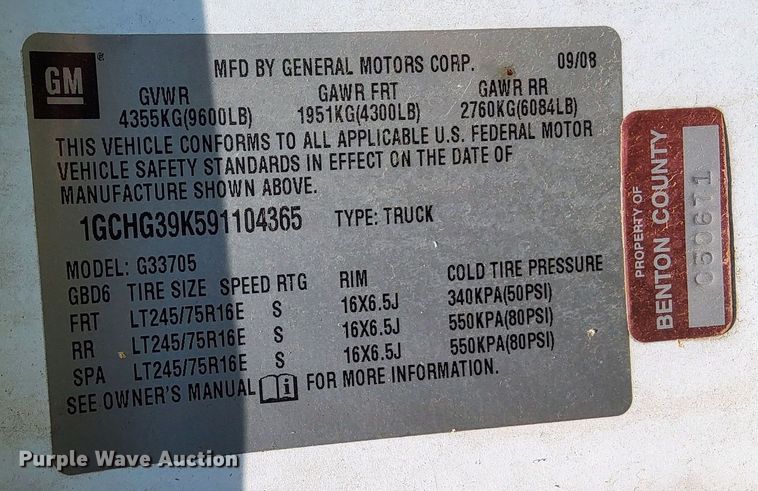 GM®
MFD BY GENERAL MOTORS CORP. 09/08
GVWR GAWR FRT GAWR RR
4355KG(9600LB) 1951KG(4300LB) 2760KG(6084LB)
THIS VEHICLE CONFORMS TO ALL APPLICABLE U.S. FEDERAL MOTOR
VEHICLE SAFETY STANDARDS IN EFFECT ON THE DATE OF
MANUFACTURE SHOWN ABOVE.
1GCHG39K591104365 TYPE: TRUCK
MODEL: G33705
GBD6 TIRE SIZE SPEED RTG RIM COLD TIRE PRESSURE
FRT LT245/75R16E S 16X6.5J 340KPA(50PSI)
RR LT245/75R16E S 16X6.5J 550KPA(80PSI)
SPA LT245/75R16E S 16X6.5J 550KPA(80PSI)
SEE OWNER'S MANUAL i FOR MORE INFORMATION.
PROPERTY OF
BENTON COUNTY
050671
Purple Wave Auction